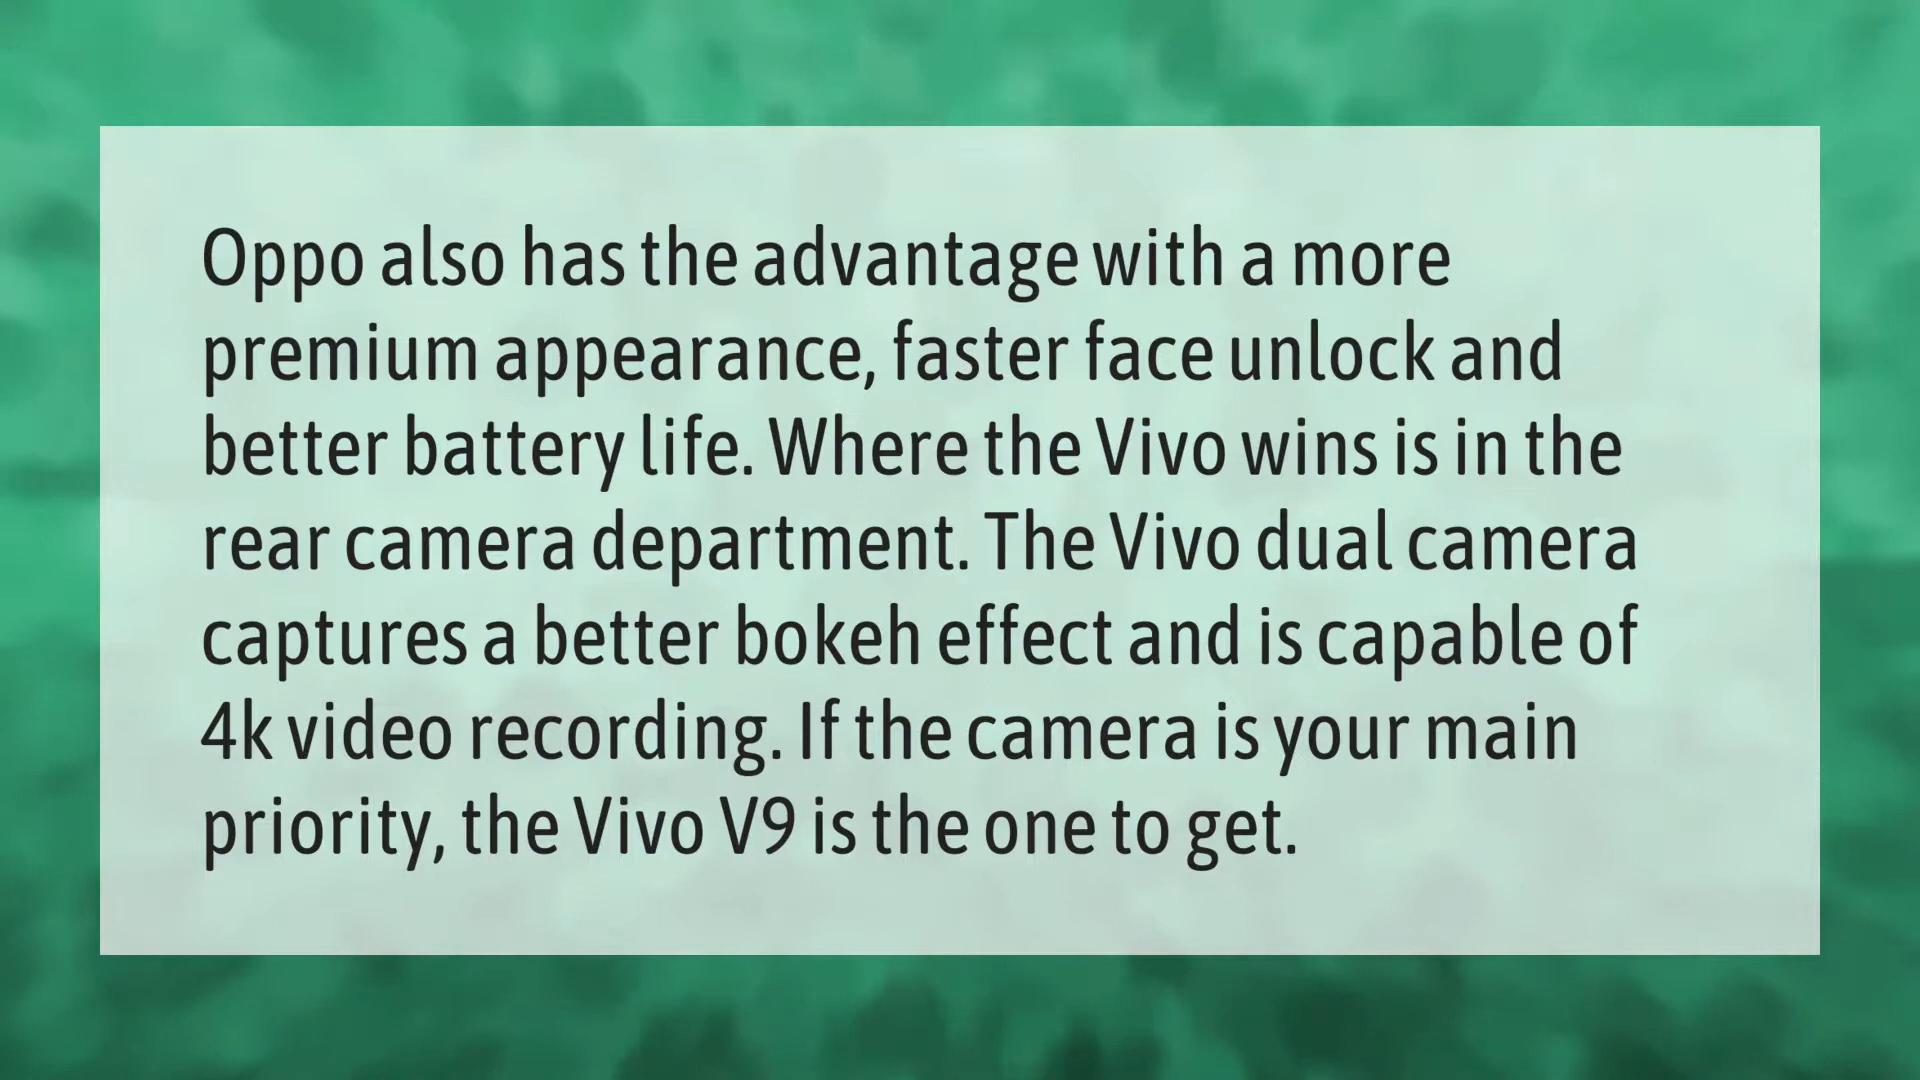 Oppo also has the advantage with a more
premium appearance, faster face unlock and
better battery life. Where the Vivo wins is in the
rear camera department. The Vivo dual camera
captures a better bokeh effect and is capable of
4k video recording. If the camera is your main
priority, the Vivo V9 is the one to get.